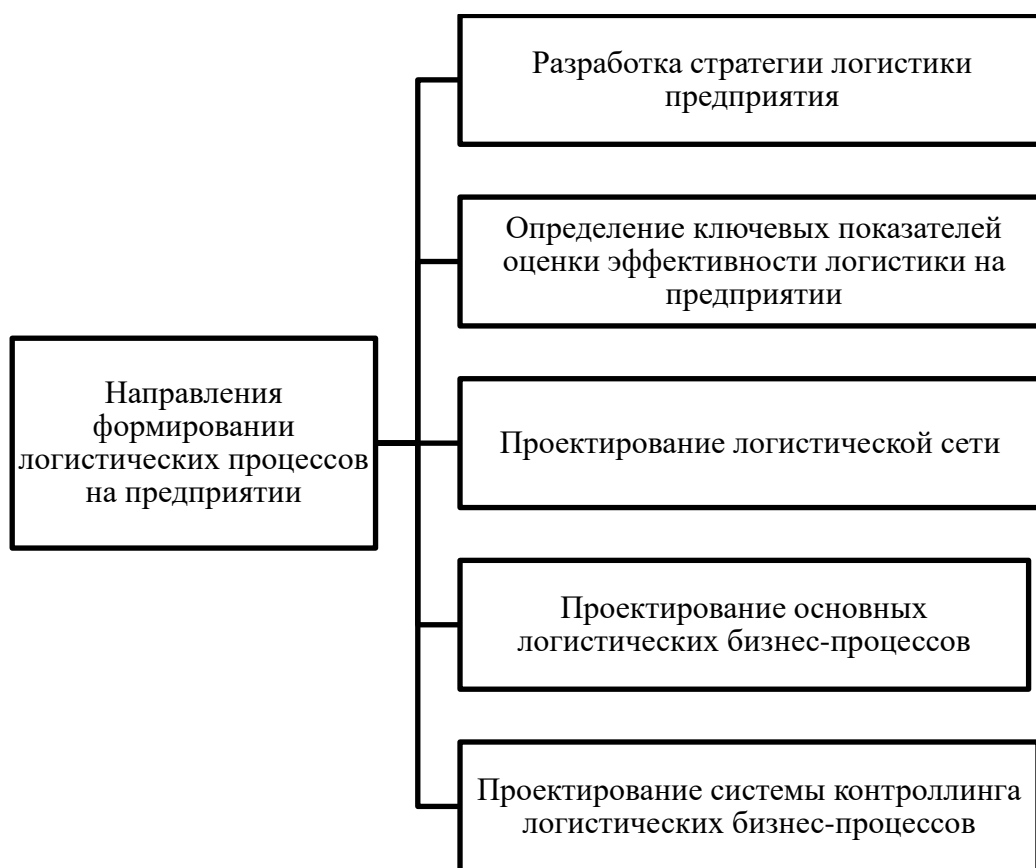 Разработка стратегии логистики
предприятия
Определение ключевых показателей
оценки эффективности логистики на
предприятии
Направления
формировании
логистических процессов
на предприятии
Проектирование логистической сети
Проектирование основных
логистических бизнес-процессов
Проектирование системы контроллинга
логистических бизнес-процессов